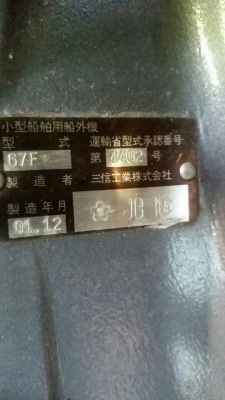 小型船舶用船外機
型式 運輸省型式承認番号
67F 第 4402 号
製造者 三信工業株式会社
製造年月 JG
01.12